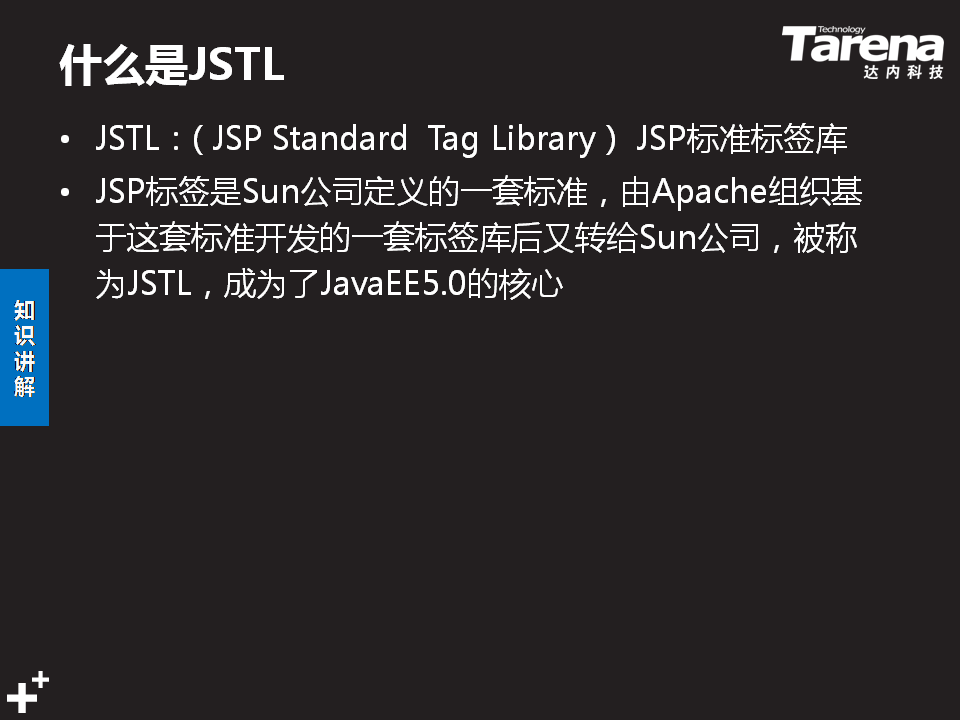 什么是JSTL
Technology
Tarena
达内科技
• JSTL：( JSP Standard  Tag Library )  JSP标准标签库
• JSP标签是Sun公司定义的一套标准，由Apache组织基
于这套标准开发的一套标签库后又转给Sun公司，被称
为JSTL，成为了JavaEE5.0的核心
知
识
讲
解